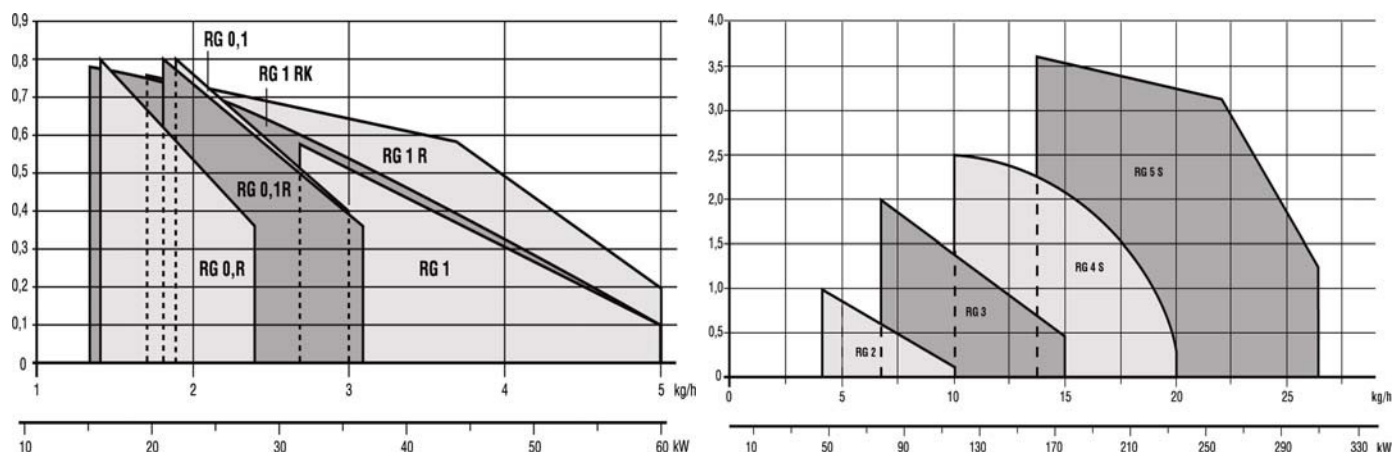 0,9
0,8
0,7
0,6
0,5
0,4
0,3
0,2
0,1
0
RG 0,1
RG 1 RK
RG 1 R
RG 0,1R
RG 0,R
RG 1
1 2 3 4 5 kg/h
10 20 30 40 50 60 kW
4,0
3,5
3,0
2,5
2,0
1,5
1,0
0,5
0
RG 5 S
RG 4 S
RG 3
RG 2
0 5 10 15 20 25 kg/h
10 50 90 130 170 210 250 290 330 kW